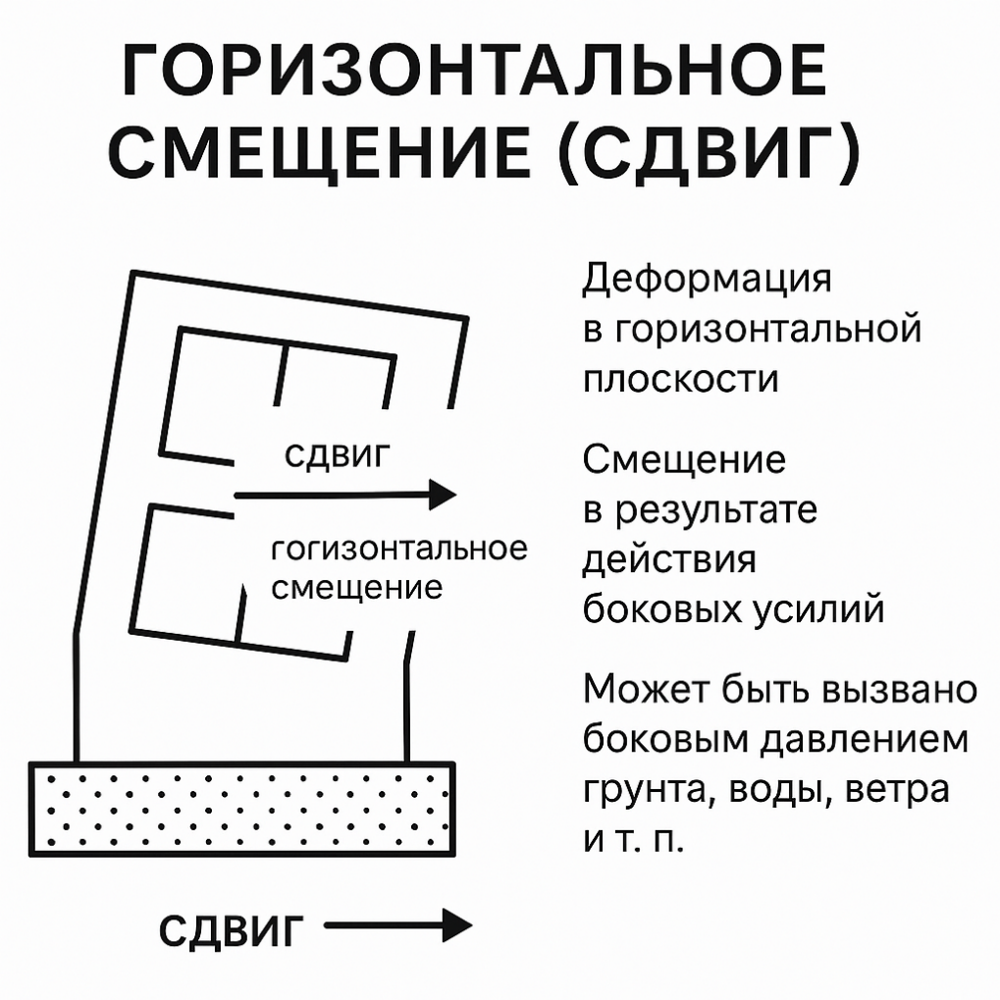 ГОРИЗОНТАЛЬНОЕ
СМЕЩЕНИЕ (СДВИГ)
Деформация
в горизонтальной
плоскости
Смещение
в результате
действия
боковых усилий
Может быть вызвано
боковым давлением
грунта, воды, ветра
и т. п.
сдвиг
гогизонтальное
смещение
СДВИГ